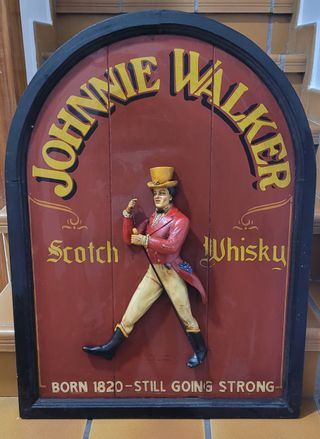 JOHNNIE WALKER
Scotch Whisky
BORN 1820-STILL GOING STRONG